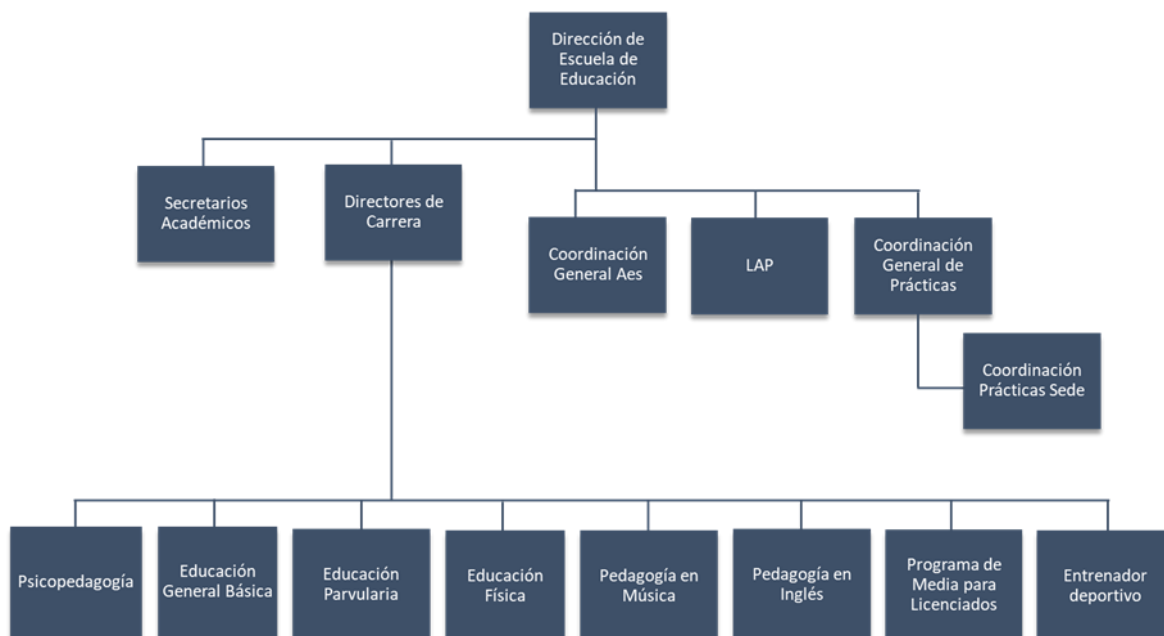 Dirección de
Escuela de
Educación
Secretarios
Académicos
Directores de
Carrera
Coordinación
General Aes
LAP
Coordinación
General de
Prácticas
Coordinación
Prácticas Sede
Psicopedagogía
Educación
General Básica
Educación
Parvularia
Educación
Física
Pedagogía en
Música
Pedagogía en
Inglés
Programa de
Media para
Licenciados
Entrenador
deportivo